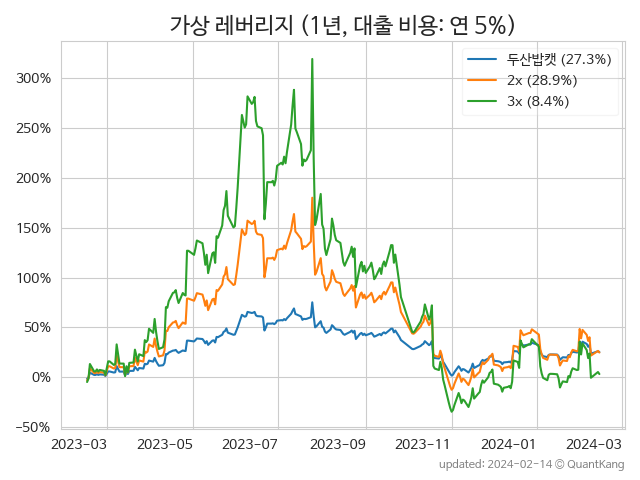 가상 레버리지 (1년, 대출 비용: 연 5%)
두산밥캣 (27.3%)
2x (28.9%)
3x (8.4%)
300%
250%
200%
150%
100%
50%
0%
−50%
2023-03 2023-05 2023-07 2023-09 2023-11 2024-01 2024-03
updated: 2024-02-14 © QuantKang